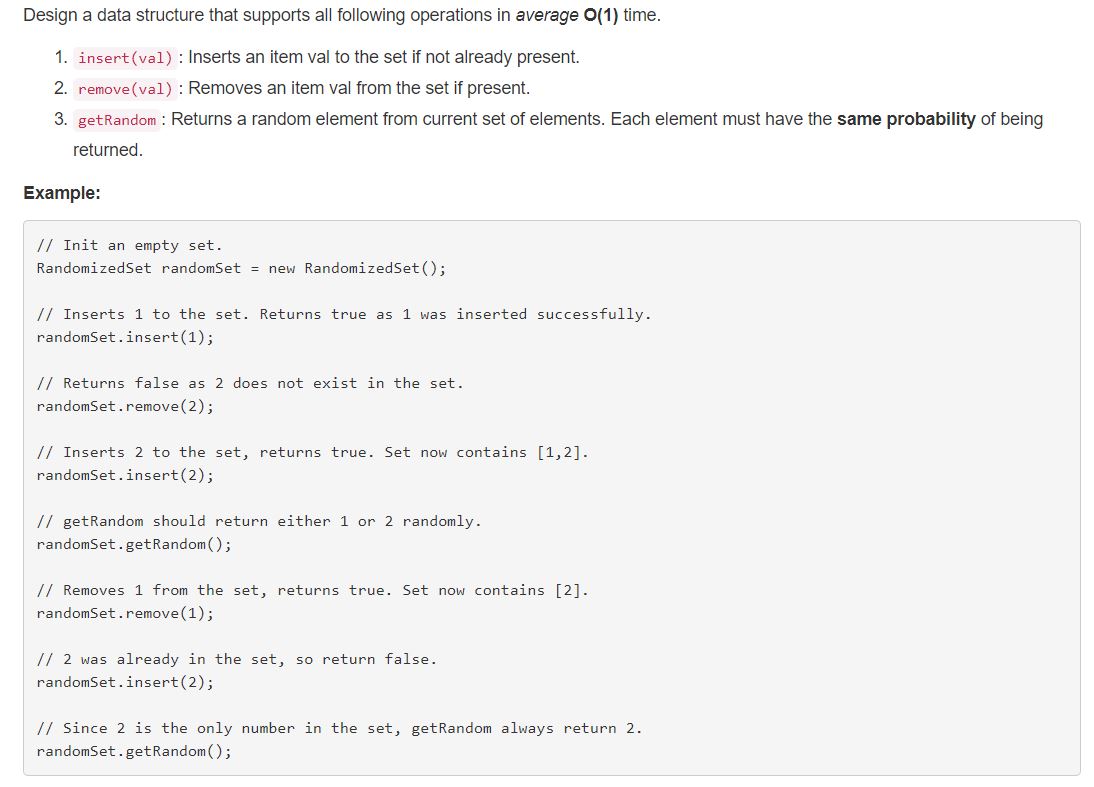 Design a data structure that supports all following operations in average O(1) time.
1. insert(val) : Inserts an item val to the set if not already present.
2. remove(val) : Removes an item val from the set if present.
3. getRandom : Returns a random element from current set of elements. Each element must have the same probability of being
returned.
Example:
// Init an empty set.
RandomizedSet randomSet = new RandomizedSet();
// Inserts 1 to the set. Returns true as 1 was inserted successfully.
randomSet.insert(1);
// Returns false as 2 does not exist in the set.
randomSet.remove(2);
// Inserts 2 to the set, returns true. Set now contains [1,2].
randomSet.insert(2);
// getRandom should return either 1 or 2 randomly.
randomSet.getRandom();
// Removes 1 from the set, returns true. Set now contains [2].
randomSet.remove(1);
// 2 was already in the set, so return false.
randomSet.insert(2);
// Since 2 is the only number in the set, getRandom always return 2.
randomSet.getRandom();